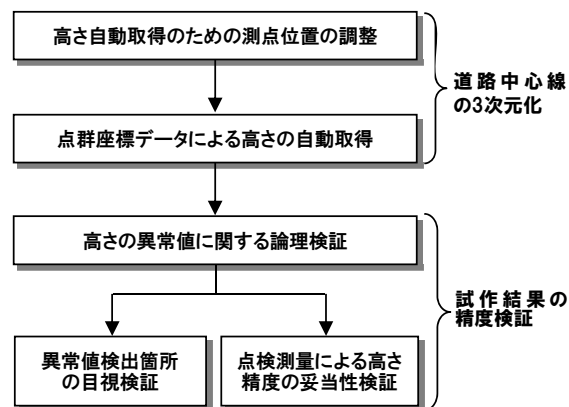 高さ自動取得のための測点位置の調整
道路中心線
の3次元化
点群座標データによる高さの自動取得
高さの異常値に関する論理検証
試作結果の
精度検証
異常値検出箇所
の目視検証
点検測量による高さ
精度の妥当性検証